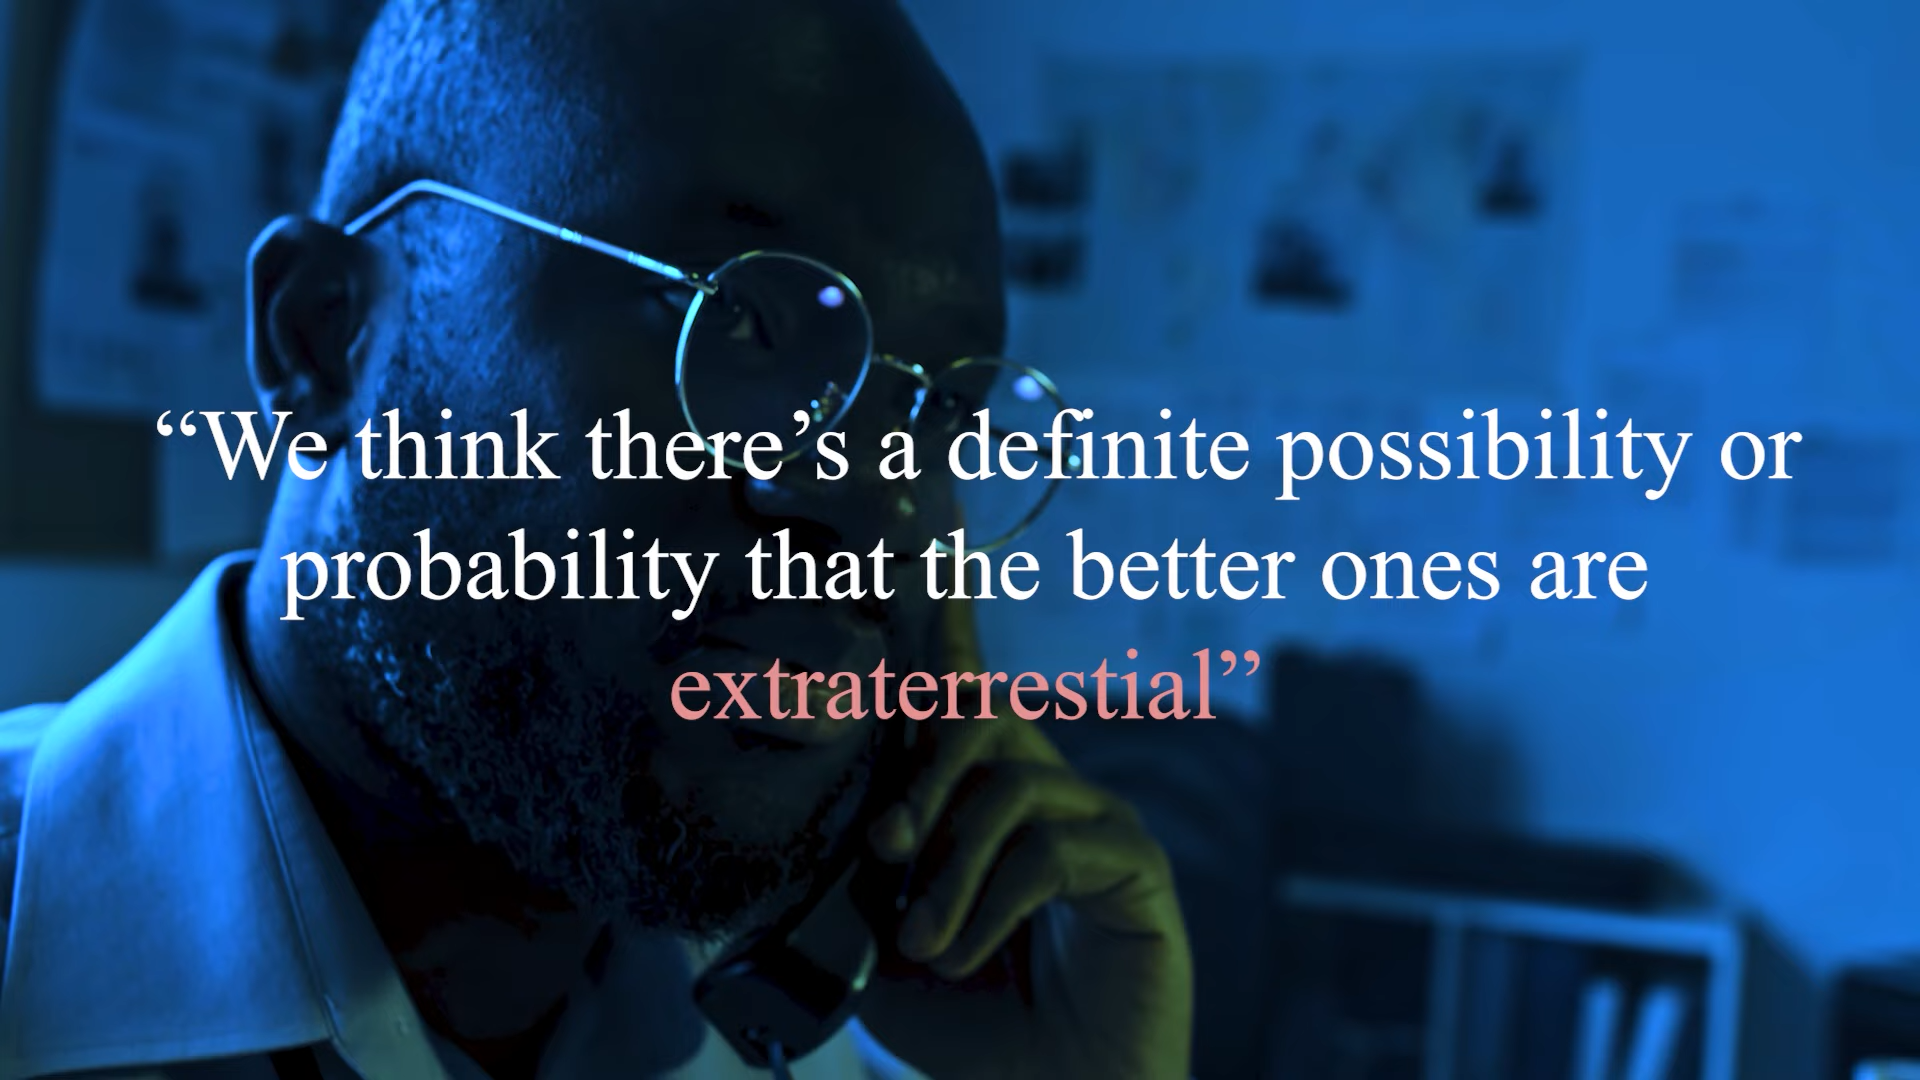 “We think there’s a definite possibility or
probability that the better ones are
extraterrestial”